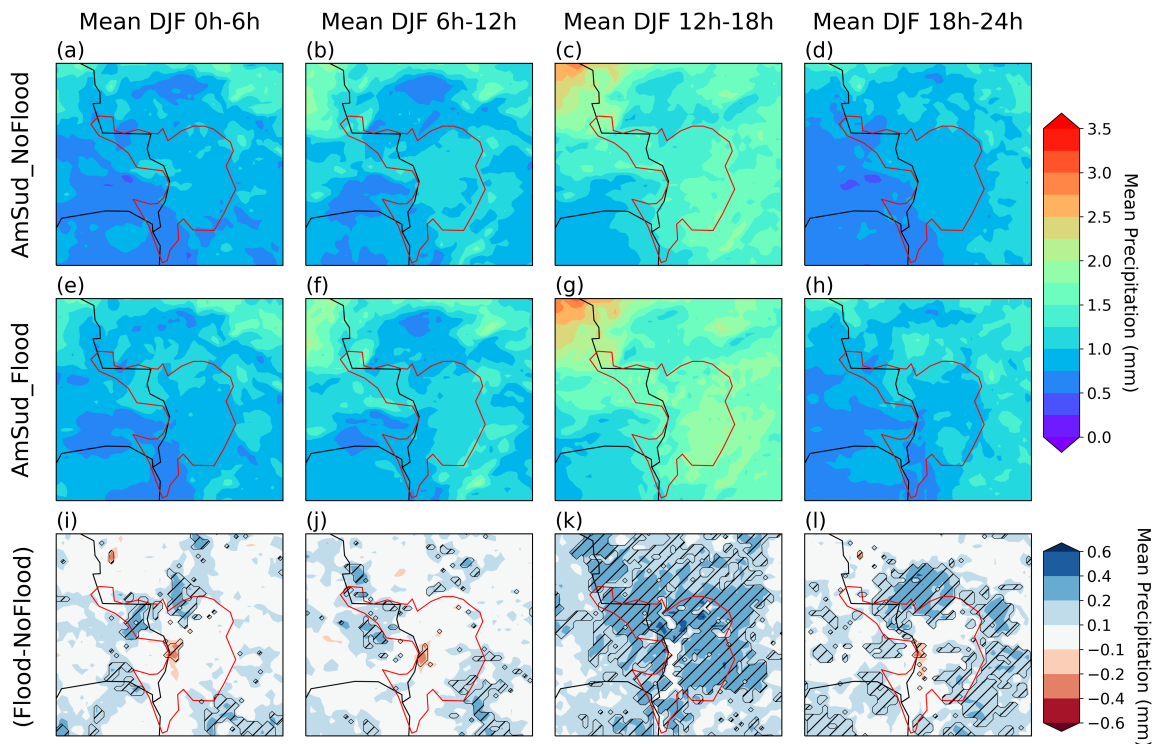 Mean DJF 0h-6h
Mean DJF 6h-12h
Mean DJF 12h-18h
Mean DJF 18h-24h
(a)
(b)
(c)
(d)
AmSud_NoFlood
(e)
(f)
(g)
(h)
AmSud_Flood
3.5
3.0
2.5
2.0
1.5
1.0
0.5
0.0
Mean Precipitation (mm)
(i)
(j)
(k)
(l)
(Flood-NoFlood)
0.6
0.4
0.2
0.1
−0.1
−0.2
−0.4
−0.6
Mean Precipitation (mm)